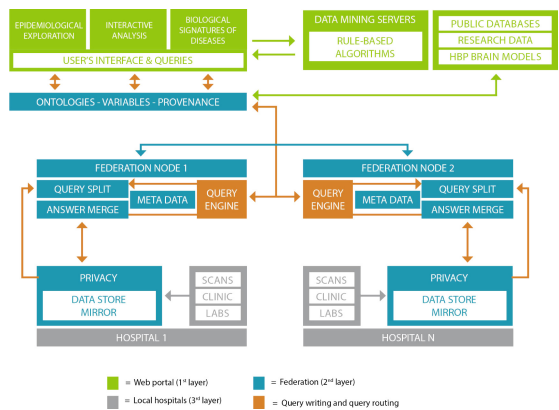 EPIDEMIOLOGICAL
EXPLORATION
INTERACTIVE
ANALYSIS
BIOLOGICAL
SIGNATURES OF
DISEASES
USER'S INTERFACE & QUERIES
DATA MINING SERVERS
RULE-BASED
ALGORITHMS
PUBLIC DATABASES
RESEARCH DATA
HBP BRAIN MODELS
ONTOLOGIES - VARIABLES - PROVENANCE
FEDERATION NODE 1
QUERY SPLIT
ANSWER MERGE
META DATA
QUERY
ENGINE
FEDERATION NODE 2
QUERY
ENGINE
META DATA
QUERY SPLIT
ANSWER MERGE
PRIVACY
DATA STORE
MIRROR
SCANS
CLINIC
LABS
HOSPITAL 1
SCANS
CLINIC
LABS
PRIVACY
DATA STORE
MIRROR
HOSPITAL N
= Web portal (1st layer)
= Federation (2nd layer)
= Local hospitals (3rd layer)
= Query writing and query routing